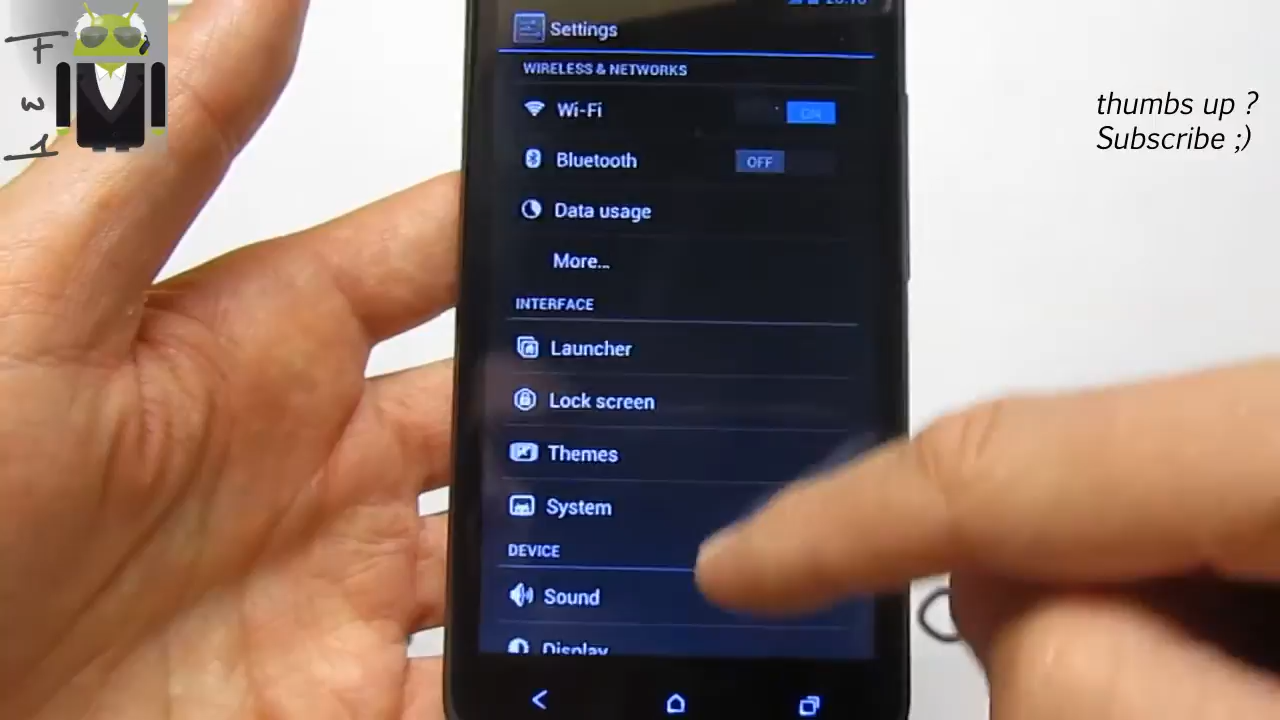 Settings
WIRELESS & NETWORKS
Wi-Fi
ON
Bluetooth
OFF
Data usage
More...
INTERFACE
Launcher
Lock screen
Themes
System
DEVICE
Sound
Display
thumbs up ?
Subscribe ;)